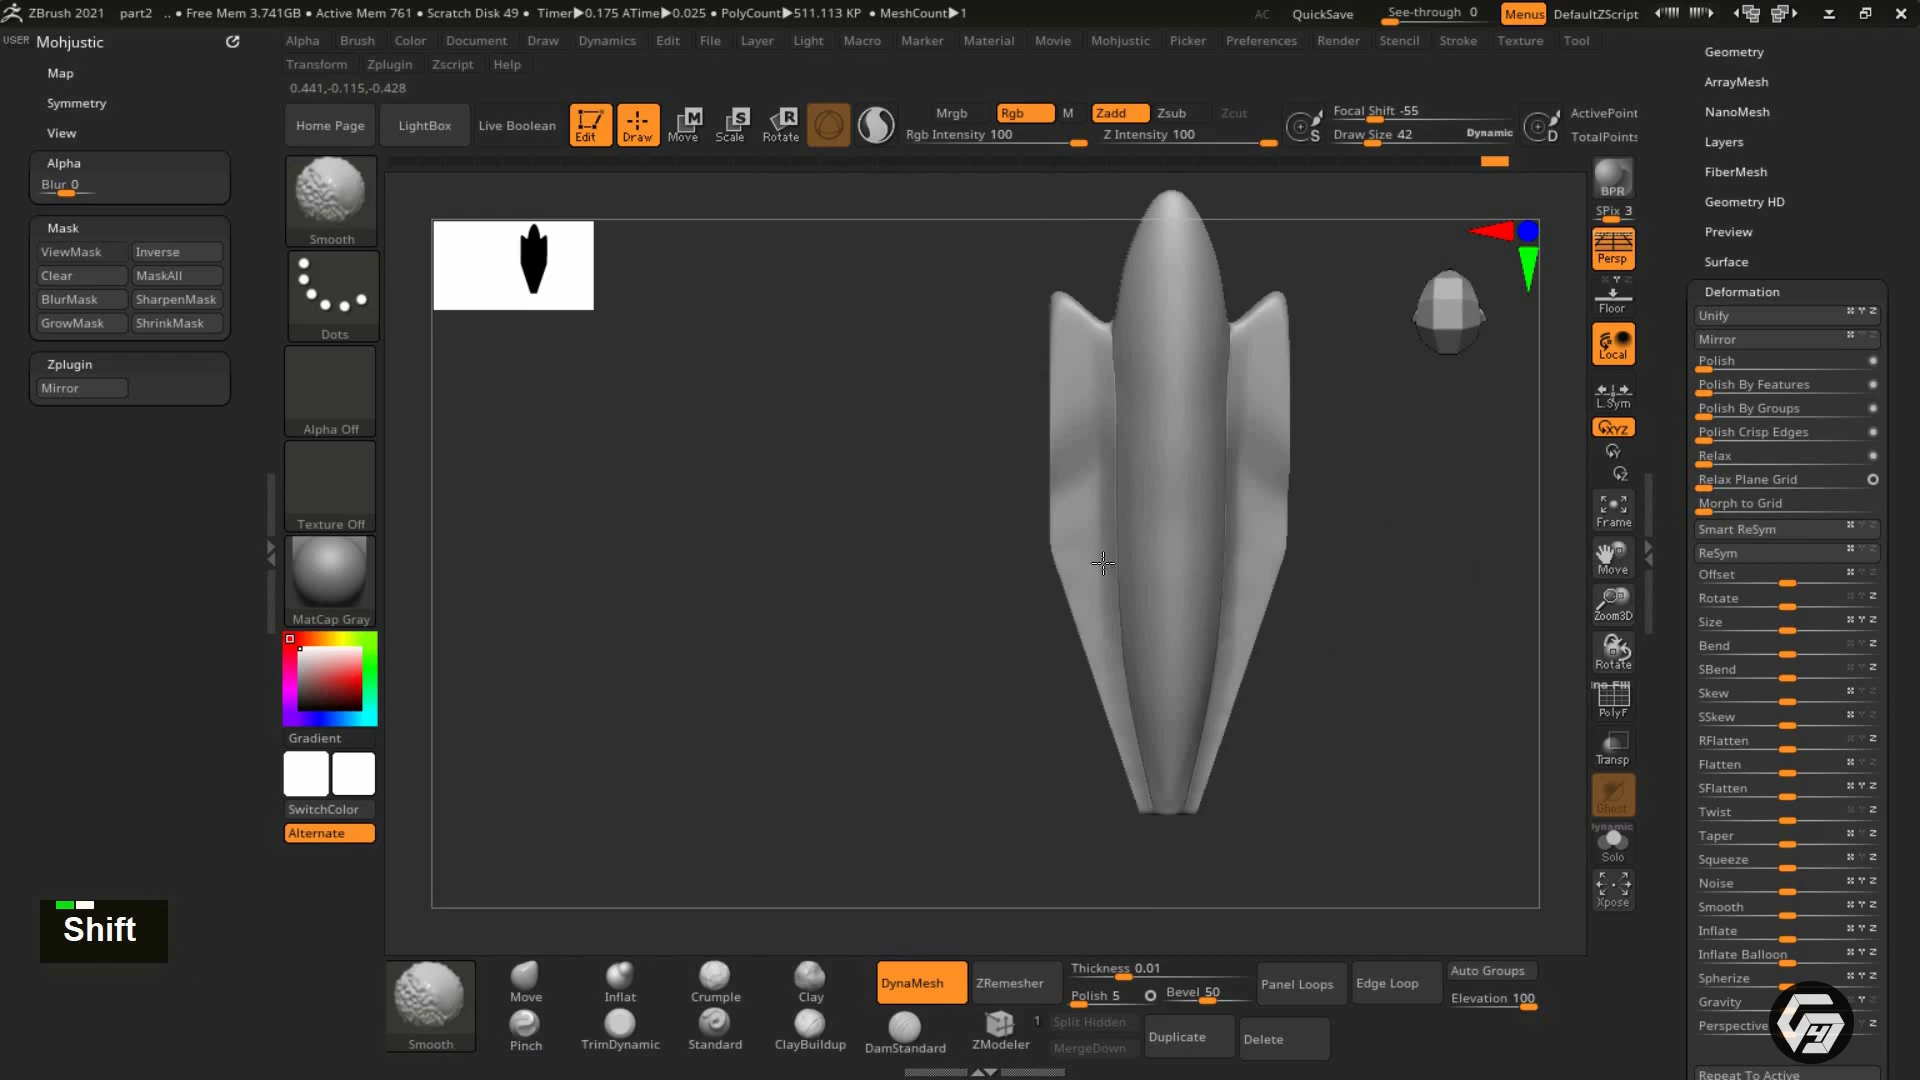 ZBrush 2021 part2 .. • Free Mem 3.741GB • Active Mem 761 • Scratch Disk 49 • Timer▶0.175 ATime▶0.025 • PolyCount▶511.113 KP • MeshCount▶1
AC QuickSave See-through 0 Menus DefaultZScript
USER Mohjustic
Alpha Brush Color Document Draw Dynamics Edit File Layer Light Macro Marker Material Movie Mohjustic Picker Preferences Render Stencil Stroke Texture Tool
Transform Zplugin Zscript Help
0.441,-0.115,-0.428
Home Page LightBox Live Boolean Edit Draw Move Scale Rotate
Mrgb Rgb M Zadd Zsub Zcut
Rgb Intensity 100 Z Intensity 100
Focal Shift -55
Draw Size 42 Dynamic
ActivePoint
TotalPoints
Map
Symmetry
View
Alpha
Blur 0
Mask
ViewMask Inverse
Clear MaskAll
BlurMask SharpenMask
GrowMask ShrinkMask
Zplugin
Mirror
Smooth
Dots
Alpha Off
Texture Off
MatCap Gray
Gradient
SwitchColor
Alternate
Shift
BPR
SPix 3
Persp
Floor
Local
L.Sym
XYZ
Frame
Move
Zoom3D
Rotate
PolyF
Transp
Ghost
Dynamic
Solo
Xpose
Geometry
ArrayMesh
NanoMesh
Layers
FiberMesh
Geometry HD
Preview
Surface
Deformation
Unify
Mirror
Polish
Polish By Features
Polish By Groups
Polish Crisp Edges
Relax
Relax Plane Grid
Morph to Grid
Smart ReSym
ReSym
Offset
Rotate
Size
Bend
SBend
Skew
SSkew
RFlatten
Flatten
SFlatten
Twist
Taper
Squeeze
Noise
Smooth
Inflate
Inflate Balloon
Spherize
Gravity
Perspective
Repeat To Active
Smooth
Move Inflat Crumple Clay
Pinch TrimDynamic Standard ClayBuildup DamStandard ZModeler 1
DynaMesh ZRemesher
Thickness 0.01
Polish 5 Bevel 50
Panel Loops Edge Loop
Auto Groups
Elevation 100
Split Hidden
MergeDown
Duplicate Delete